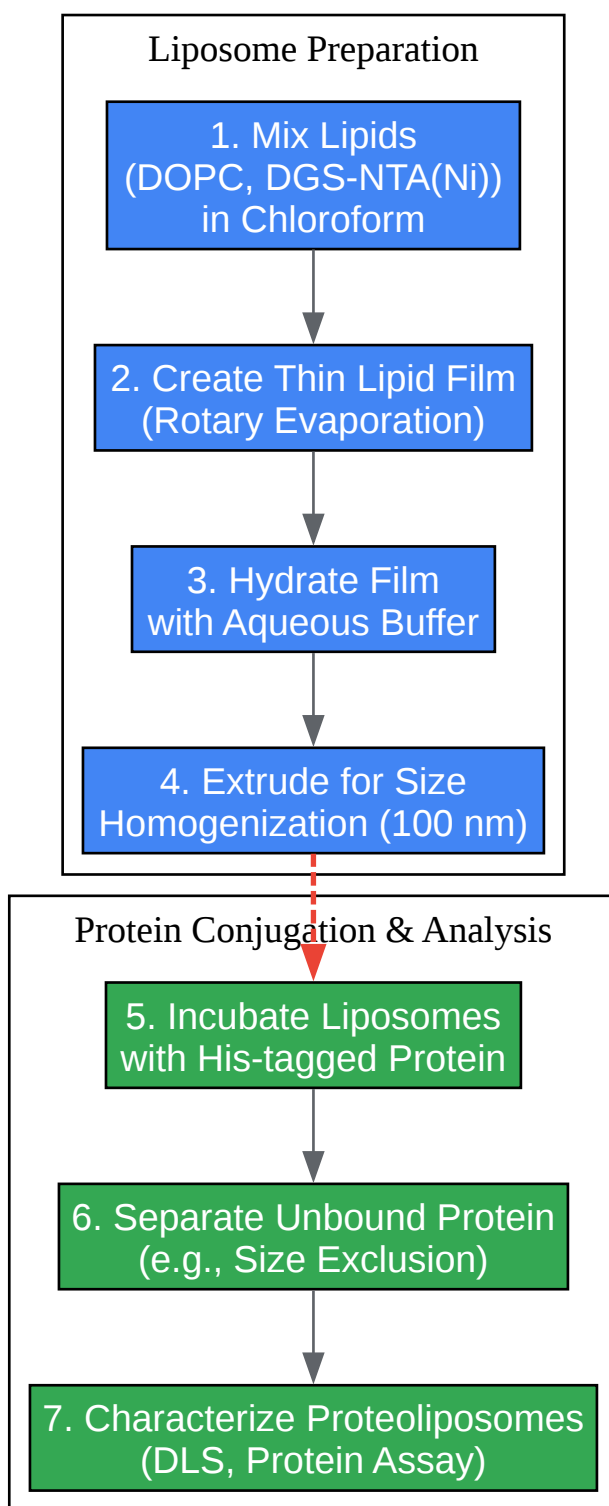 Liposome Preparation
1. Mix Lipids
(DOPC, DGS-NTA(Ni))
in Chloroform
2. Create Thin Lipid Film
(Rotary Evaporation)
3. Hydrate Film
with Aqueous Buffer
4. Extrude for Size
Homogenization (100 nm)
Protein Conjugation & Analysis
5. Incubate Liposomes
with His-tagged Protein
6. Separate Unbound Protein
(e.g., Size Exclusion)
7. Characterize Proteoliposomes
(DLS, Protein Assay)